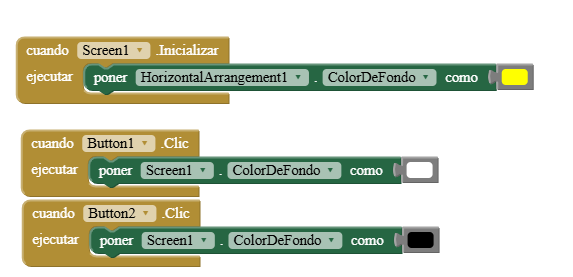 cuando Screen1 .Inicializar
ejecutar poner HorizontalArrangement1 . ColorDeFondo como
cuando Button1 .Clic
ejecutar poner Screen1 . ColorDeFondo como
cuando Button2 .Clic
ejecutar poner Screen1 . ColorDeFondo como